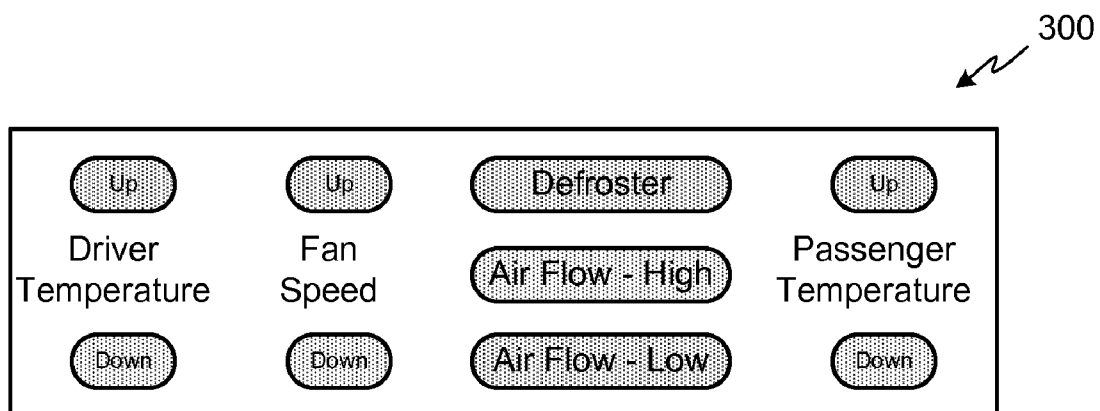 300
Up
Up
Defroster
Up
Driver
Temperature
Fan
Speed
Air Flow - High
Passenger
Temperature
Down
Down
Air Flow - Low
Down